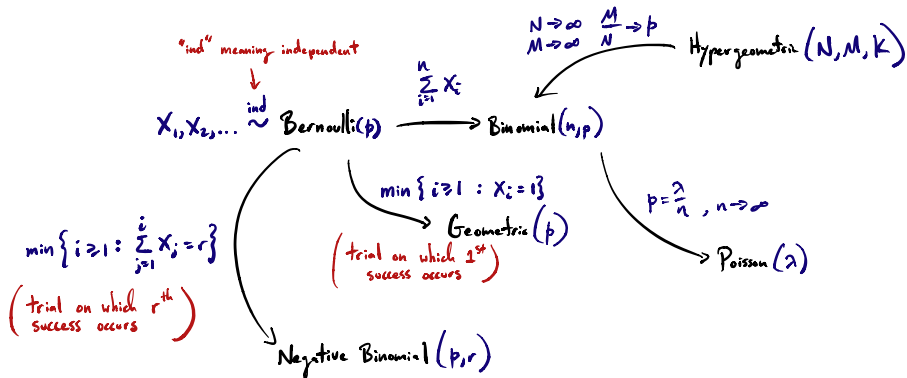 "ind" meaning independent
N→∞ M/N → p
M→∞
Hypergeometric (N, M, K)
n
∑ Xᵢ
i=1
X₁, X₂, ... ~ ind Bernoulli(p)
Binomial(n,p)
min { i≥1 : Xᵢ=1}
p = λ/n , n→∞
Geometric (p)
(trial on which 1st
success occurs)
i
min { i≥1 : ∑ Xⱼ = r}
j=1
Poisson (λ)
(trial on which rth
success occurs)
Negative Binomial (p,r)